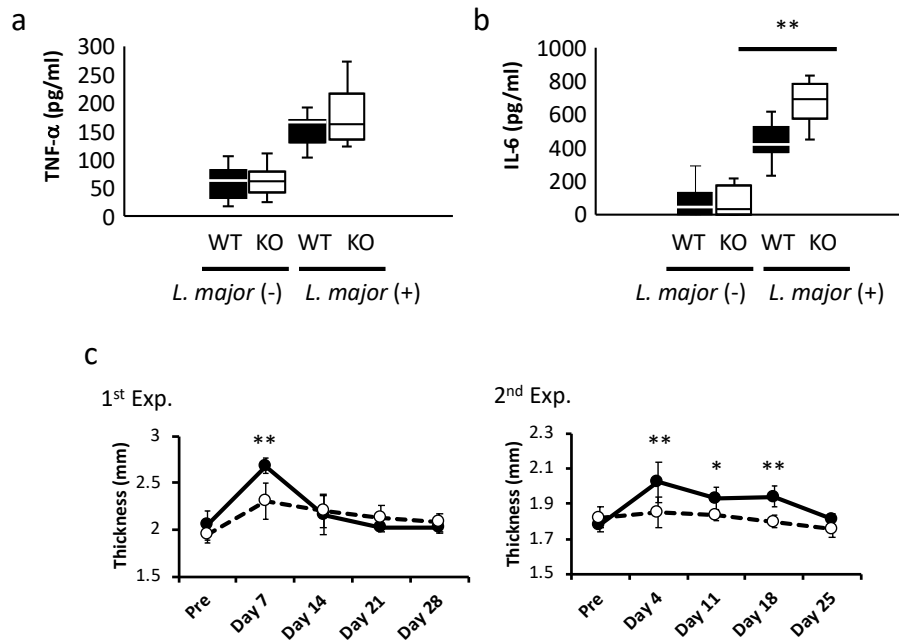 a
TNF-α (pg/ml)
300
250
200
150
100
50
0
WT KO WT KO
L. major (-) L. major (+)
b
IL-6 (pg/ml)
1000
800
600
400
200
0
**
WT KO WT KO
L. major (-) L. major (+)
c
1st Exp.
Thickness (mm)
3
2.5
2
1.5
**
Pre Day 7 Day 14 Day 21 Day 28
2nd Exp.
Thickness (mm)
2.3
2.1
1.9
1.7
1.5
** * **
Pre Day 4 Day 11 Day 18 Day 25